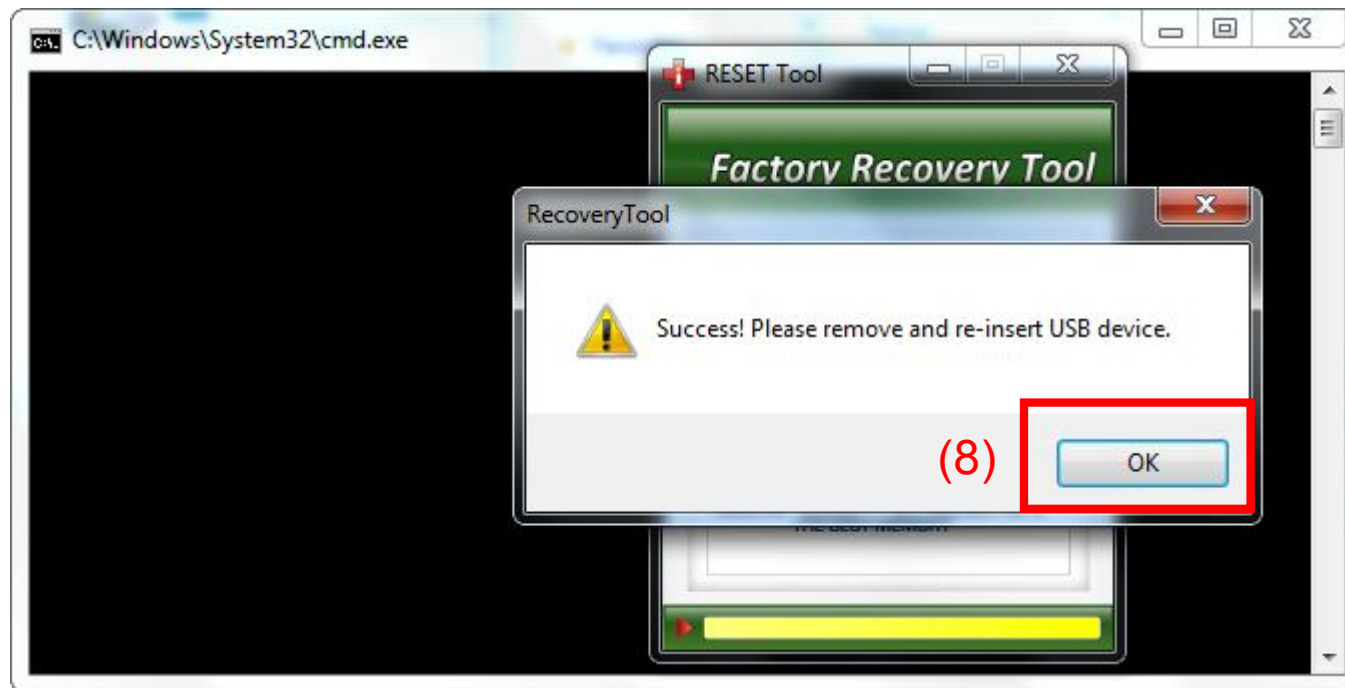 C:\Windows\System32\cmd.exe
RESET Tool
Factory Recovery Tool
RecoveryTool
Success! Please remove and re-insert USB device.
(8)
OK